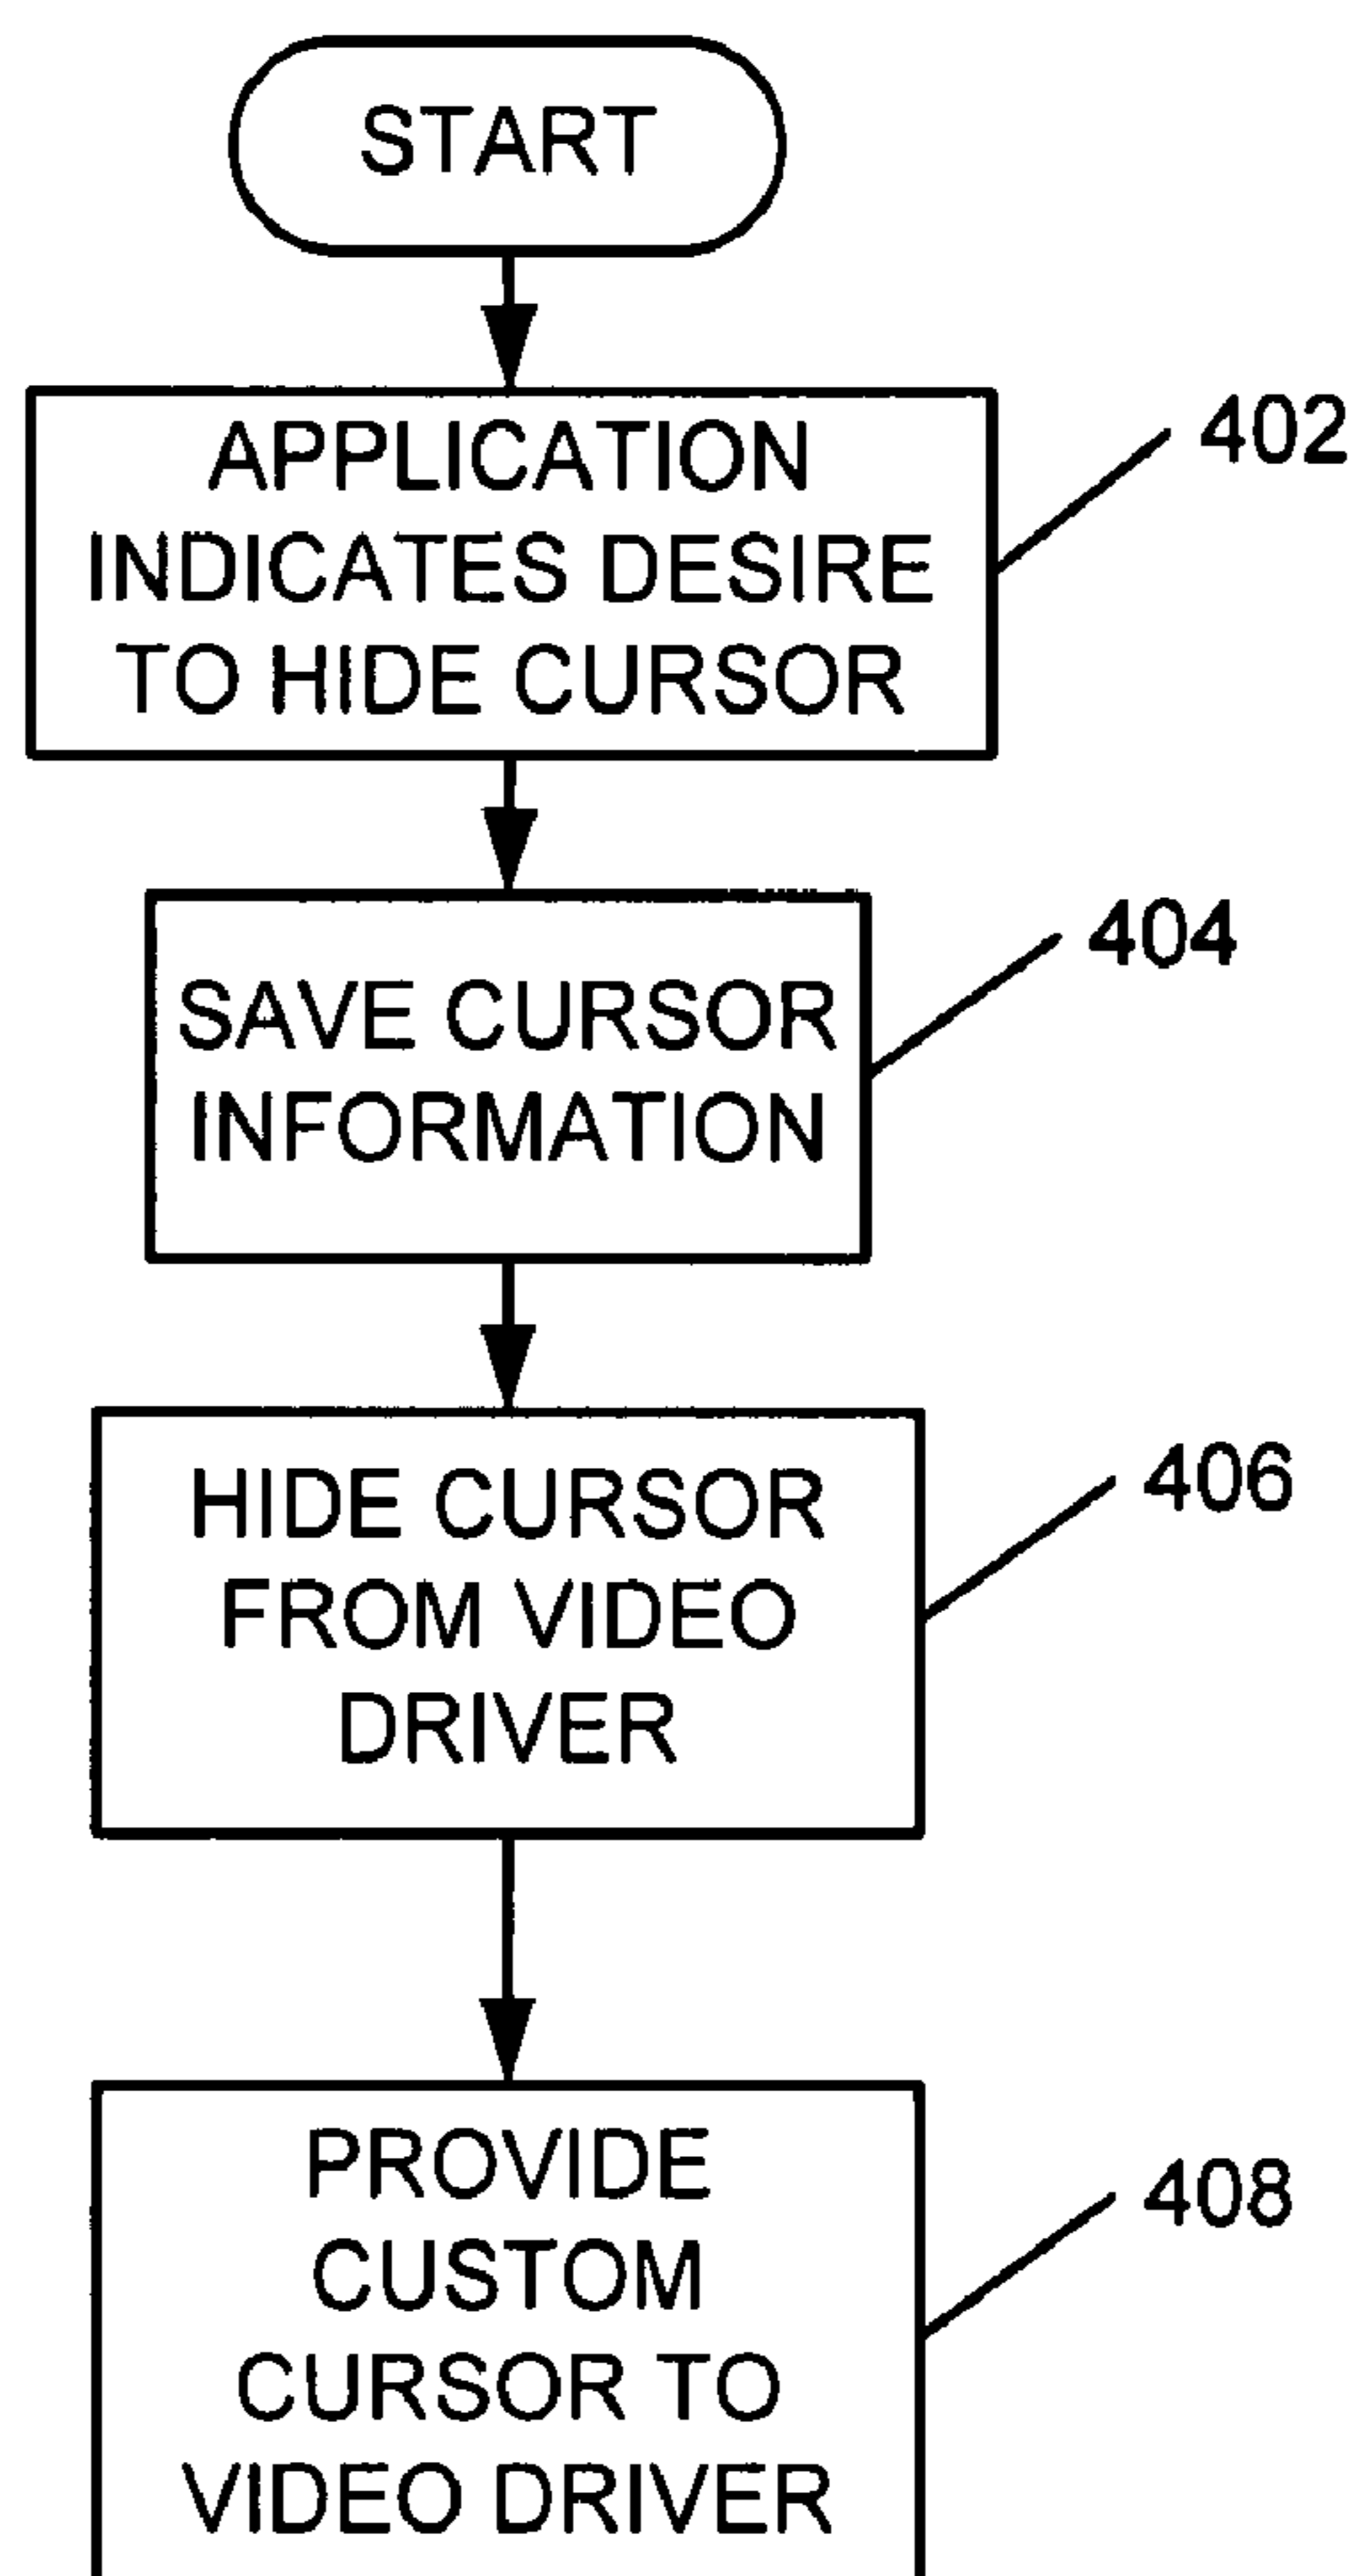 START
APPLICATION
INDICATES DESIRE
TO HIDE CURSOR
402
SAVE CURSOR
INFORMATION
404
HIDE CURSOR
FROM VIDEO
DRIVER
406
PROVIDE
CUSTOM
CURSOR TO
VIDEO DRIVER
408